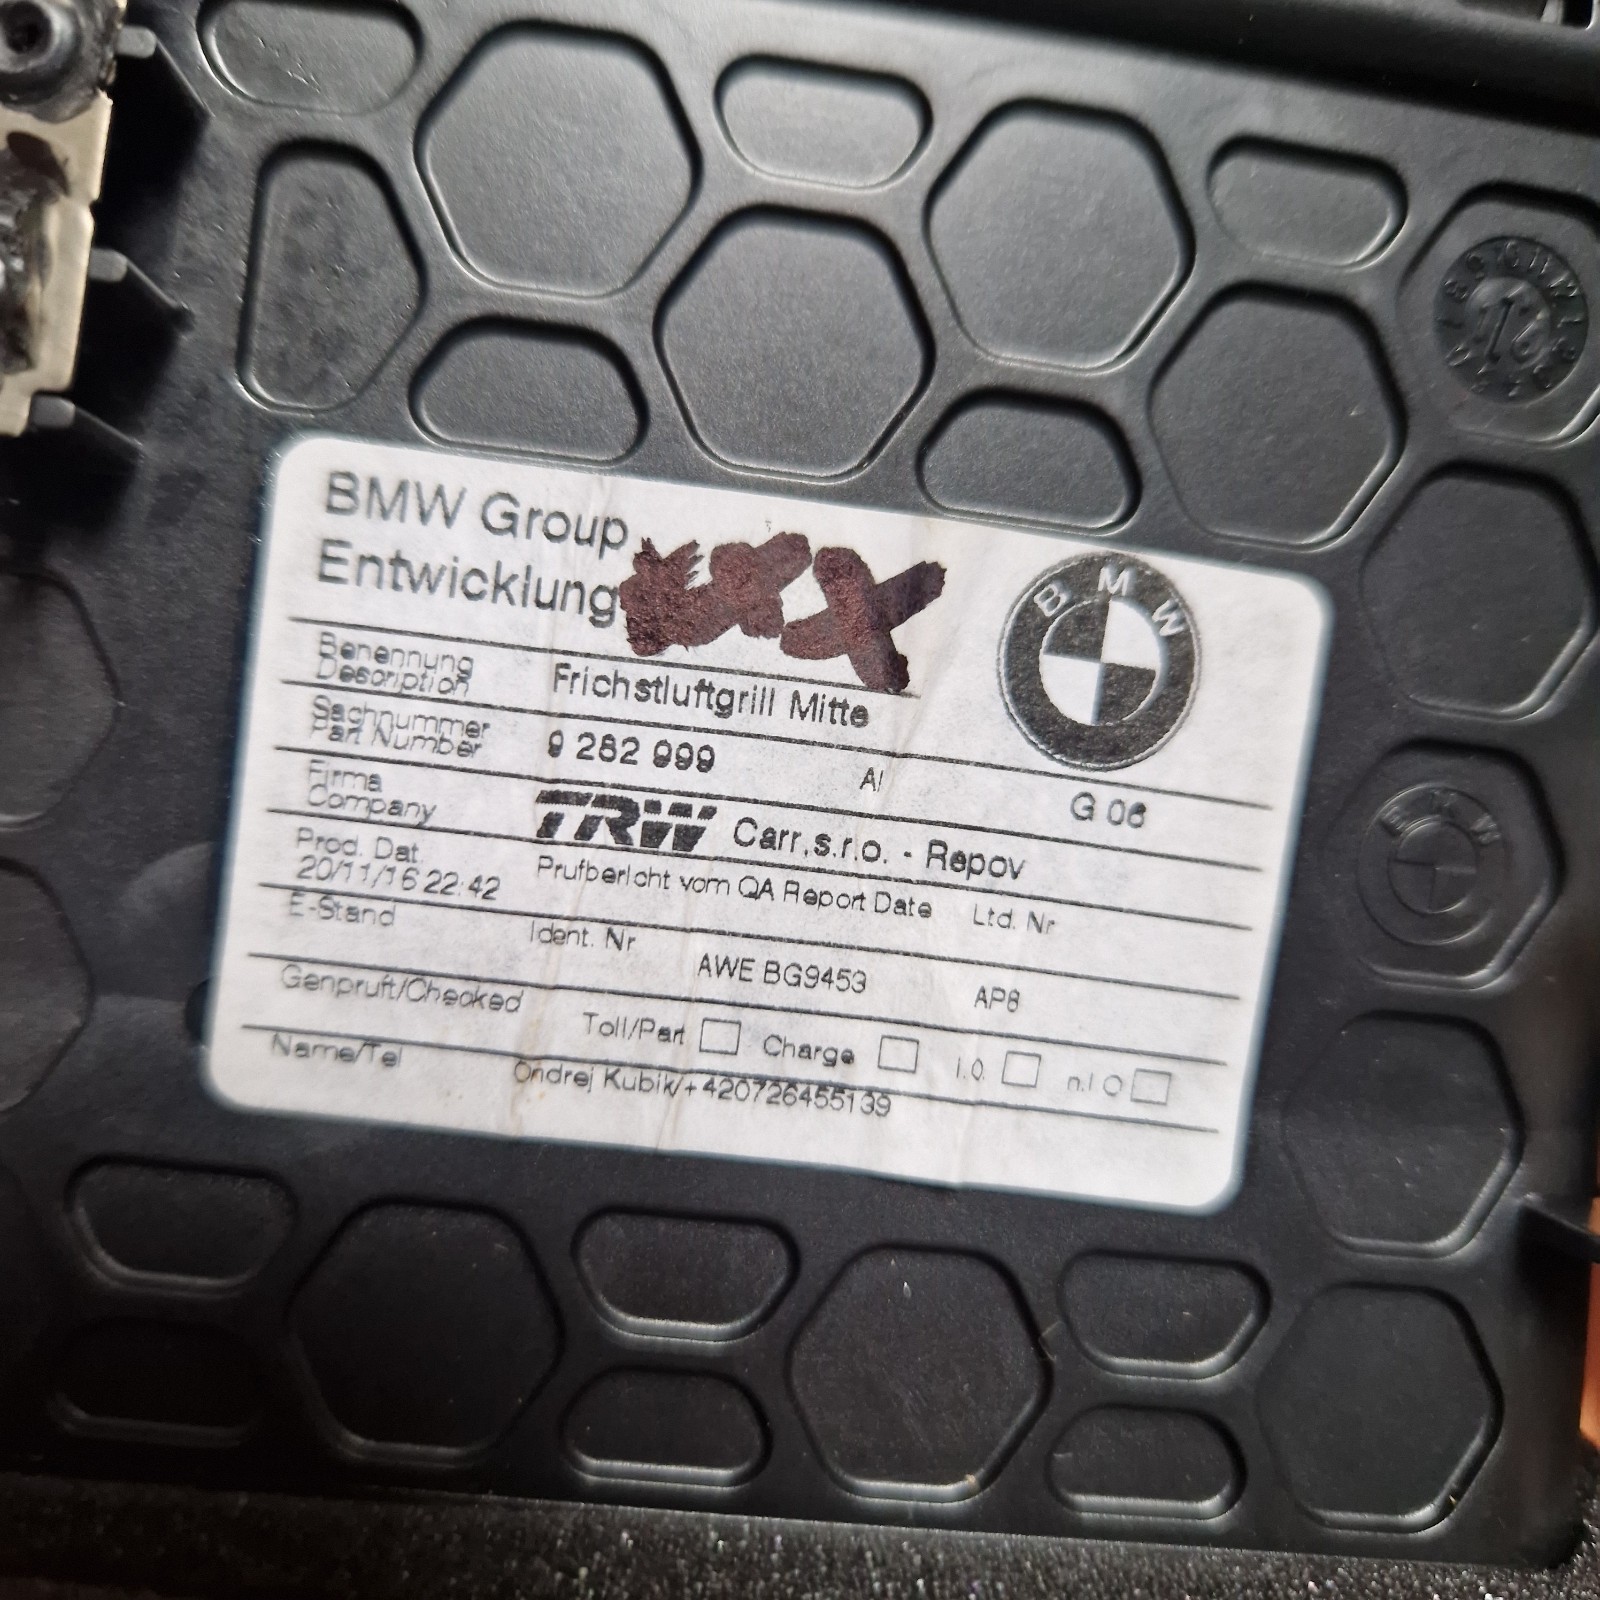 BMW Group
Entwicklung
B M W
Benennung
Description
Frichstluftgrill Mitte
Sachnummer
Part Number
9 282 999 AI G 06
Firma
Company
TRW Carr,s.r.o. - Repov
Prod. Dat.
20/11/16 22:42
Prufbericht vom QA Report Date Ltd. Nr
E-Stand
Ident. Nr AWE BG9453 AP8
Genpruft/Checked
Toll/Part Charge I.O. n.I O
Name/Tel Ondrej Kubik/+420726455139
B M W